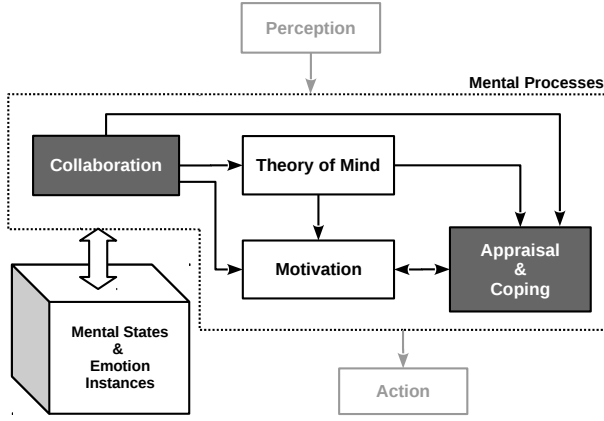 Perception
Mental Processes
Collaboration
Theory of Mind
Motivation
Appraisal
&
Coping
Mental States
&
Emotion
Instances
Action